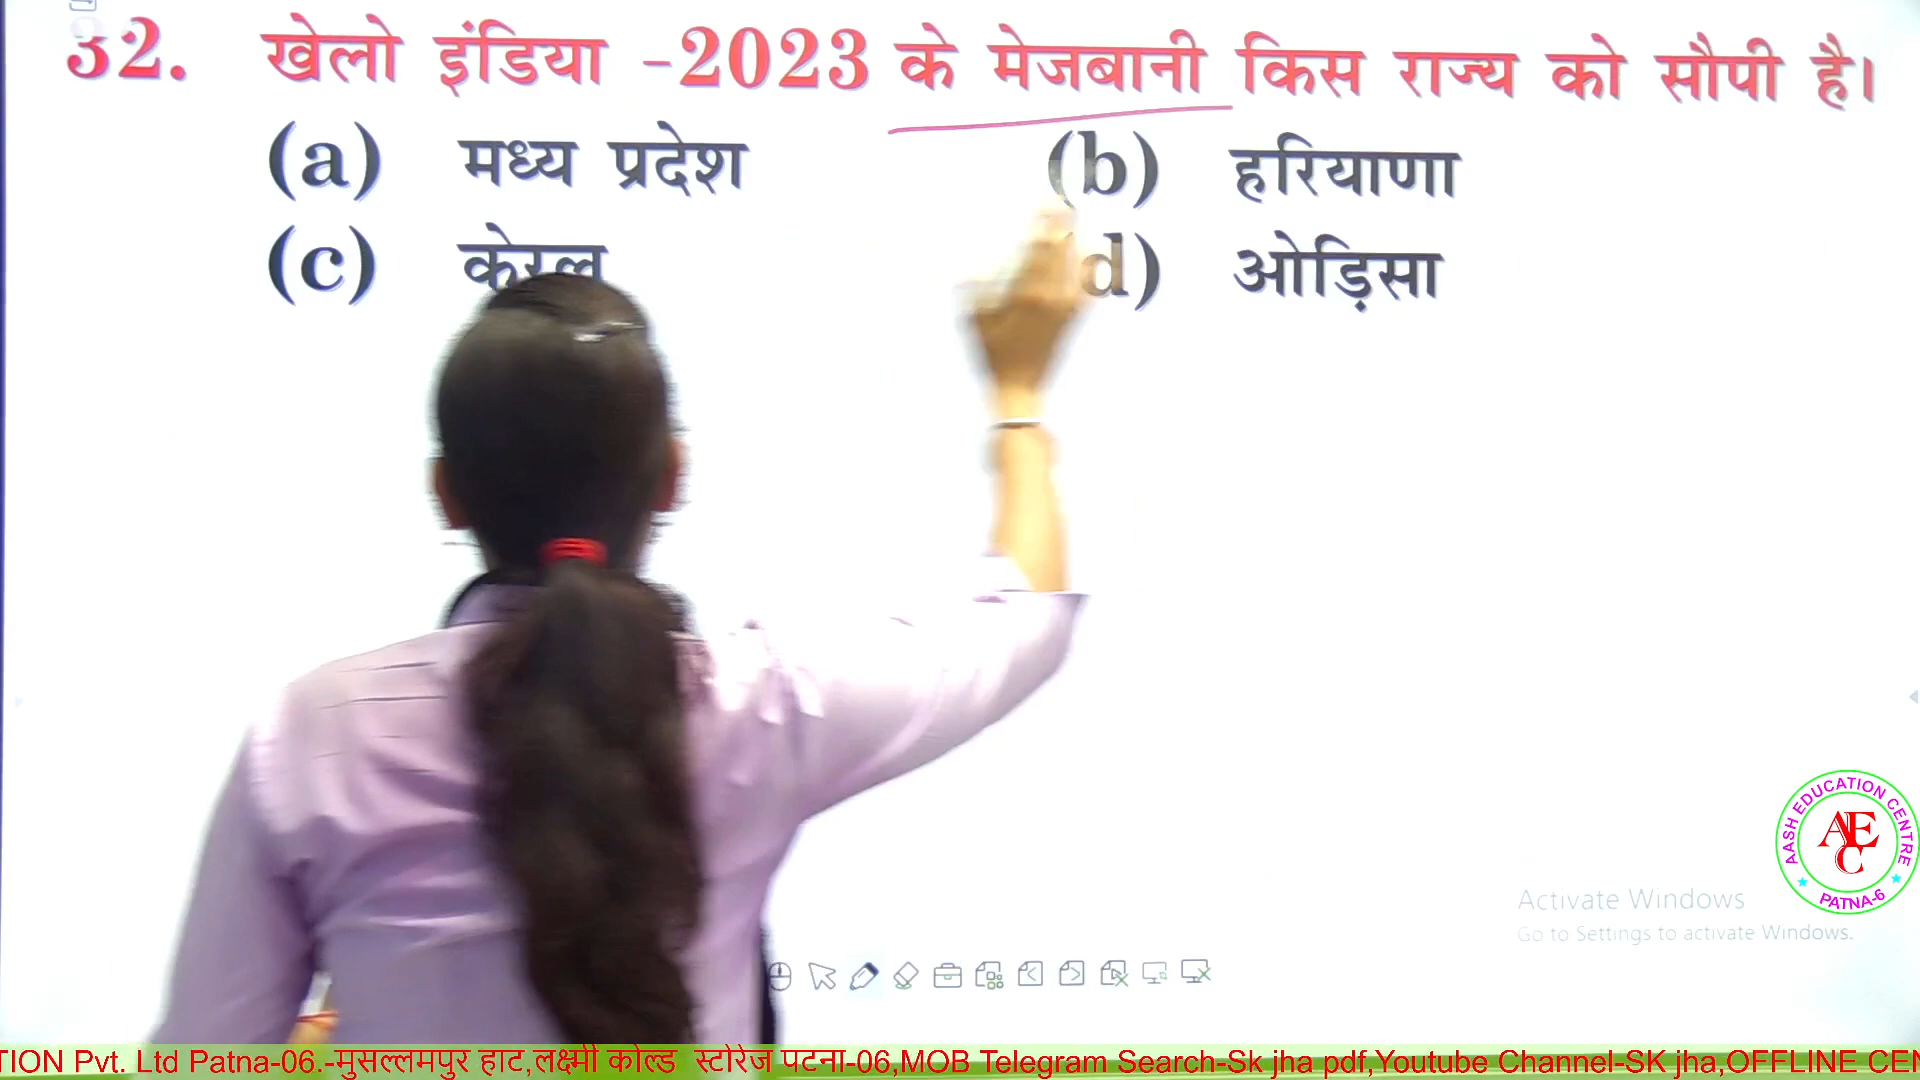 32. खेलो इंडिया -2023 के मेजबानी किस राज्य को सौपी है।
(a) मध्य प्रदेश (b) हरियाणा
(c) केरल (d) ओड़िसा
AASH EDUCATION CENTRE
AEC
PATNA-6
Activate Windows
Go to Settings to activate Windows.
TION Pvt. Ltd Patna-06.-मुसल्लमपुर हाट,लक्ष्मी कोल्ड स्टोरेज पटना-06,MOB Telegram Search-Sk jha pdf,Youtube Channel-SK jha,OFFLINE CEN